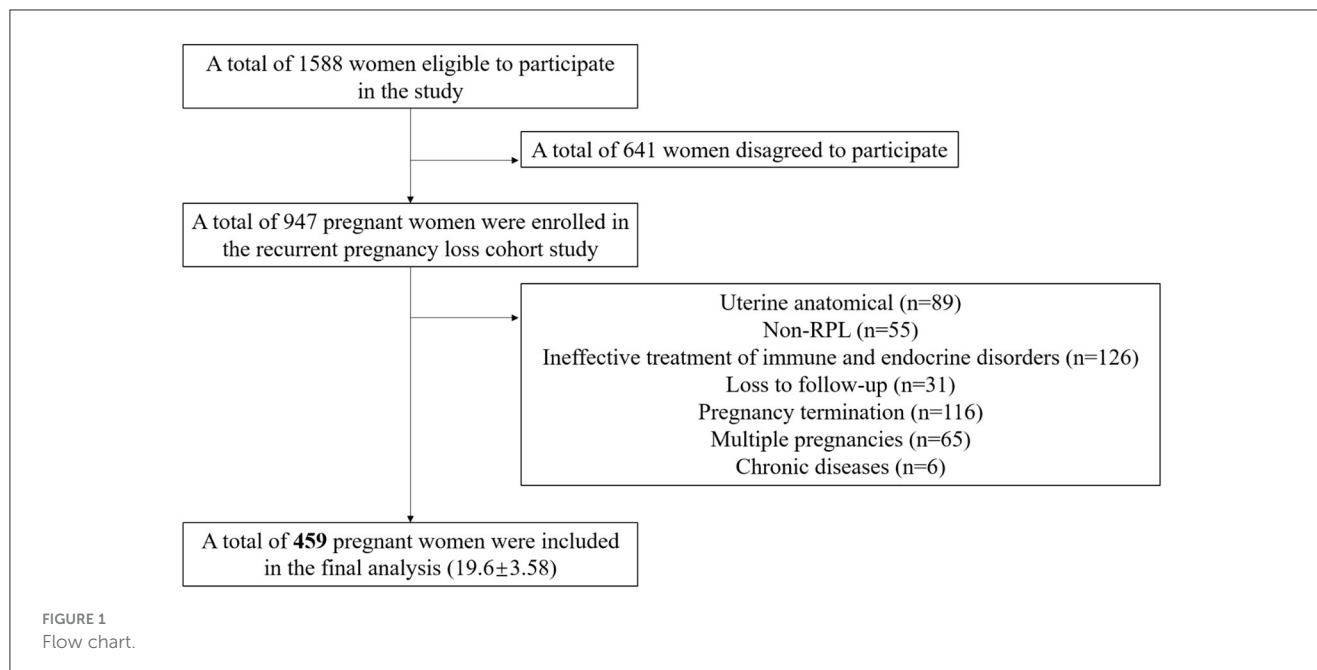 A total of 1588 women eligible to participate
in the study
A total of 641 women disagreed to participate
A total of 947 pregnant women were enrolled in
the recurrent pregnancy loss cohort study
Uterine anatomical (n=89)
Non-RPL (n=55)
Ineffective treatment of immune and endocrine disorders (n=126)
Loss to follow-up (n=31)
Pregnancy termination (n=116)
Multiple pregnancies (n=65)
Chronic diseases (n=6)
A total of 459 pregnant women were included
in the final analysis (19.6±3.58)
FIGURE 1
Flow chart.